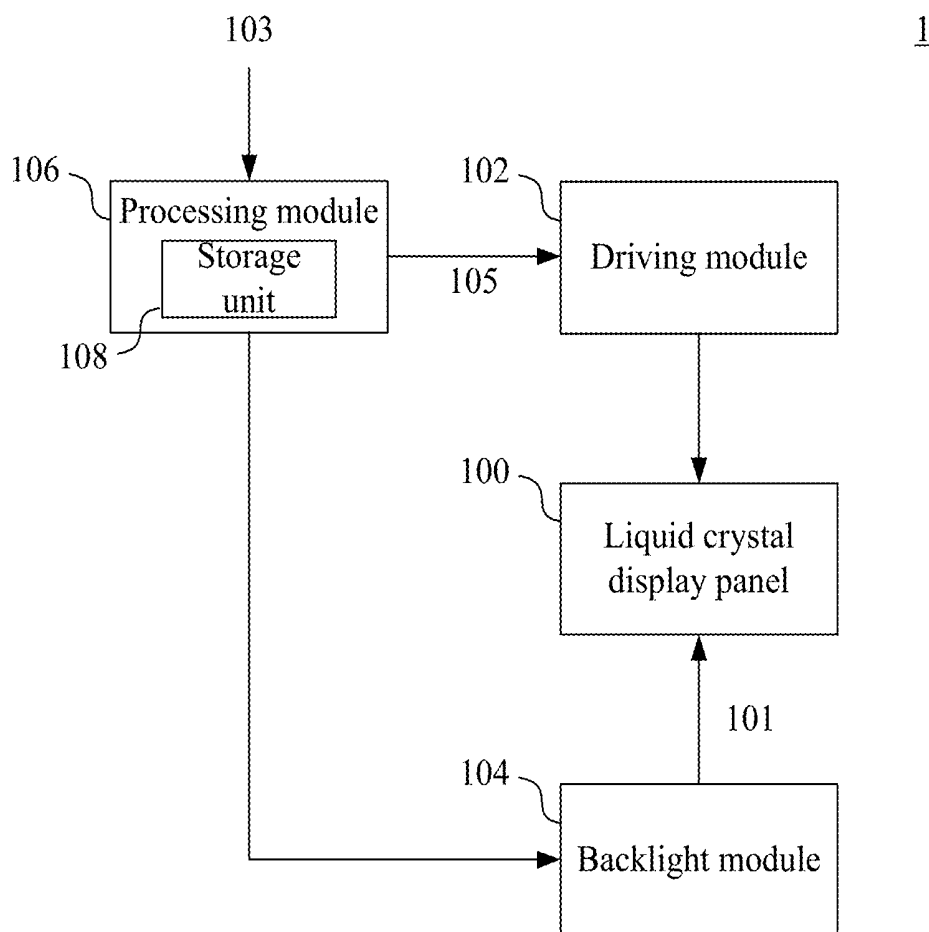 103
1
106
102
Processing module
Storage
unit
108
105
Driving module
100
Liquid crystal
display panel
101
104
Backlight module